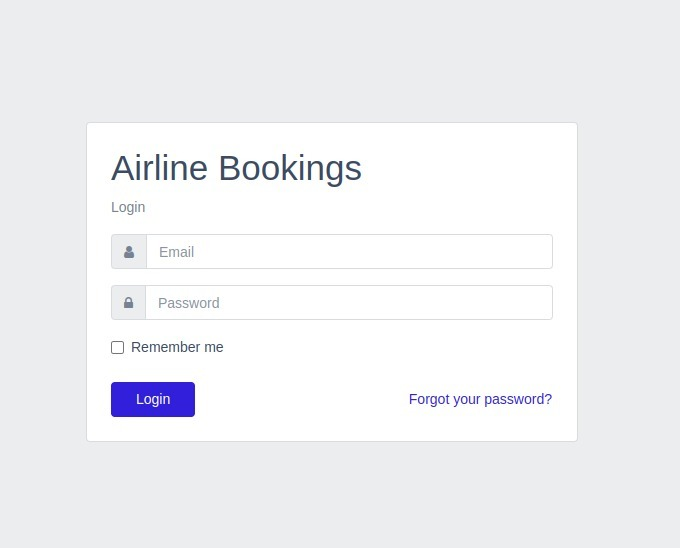 Airline Bookings
Login
Email
Password
Remember me
Login
Forgot your password?